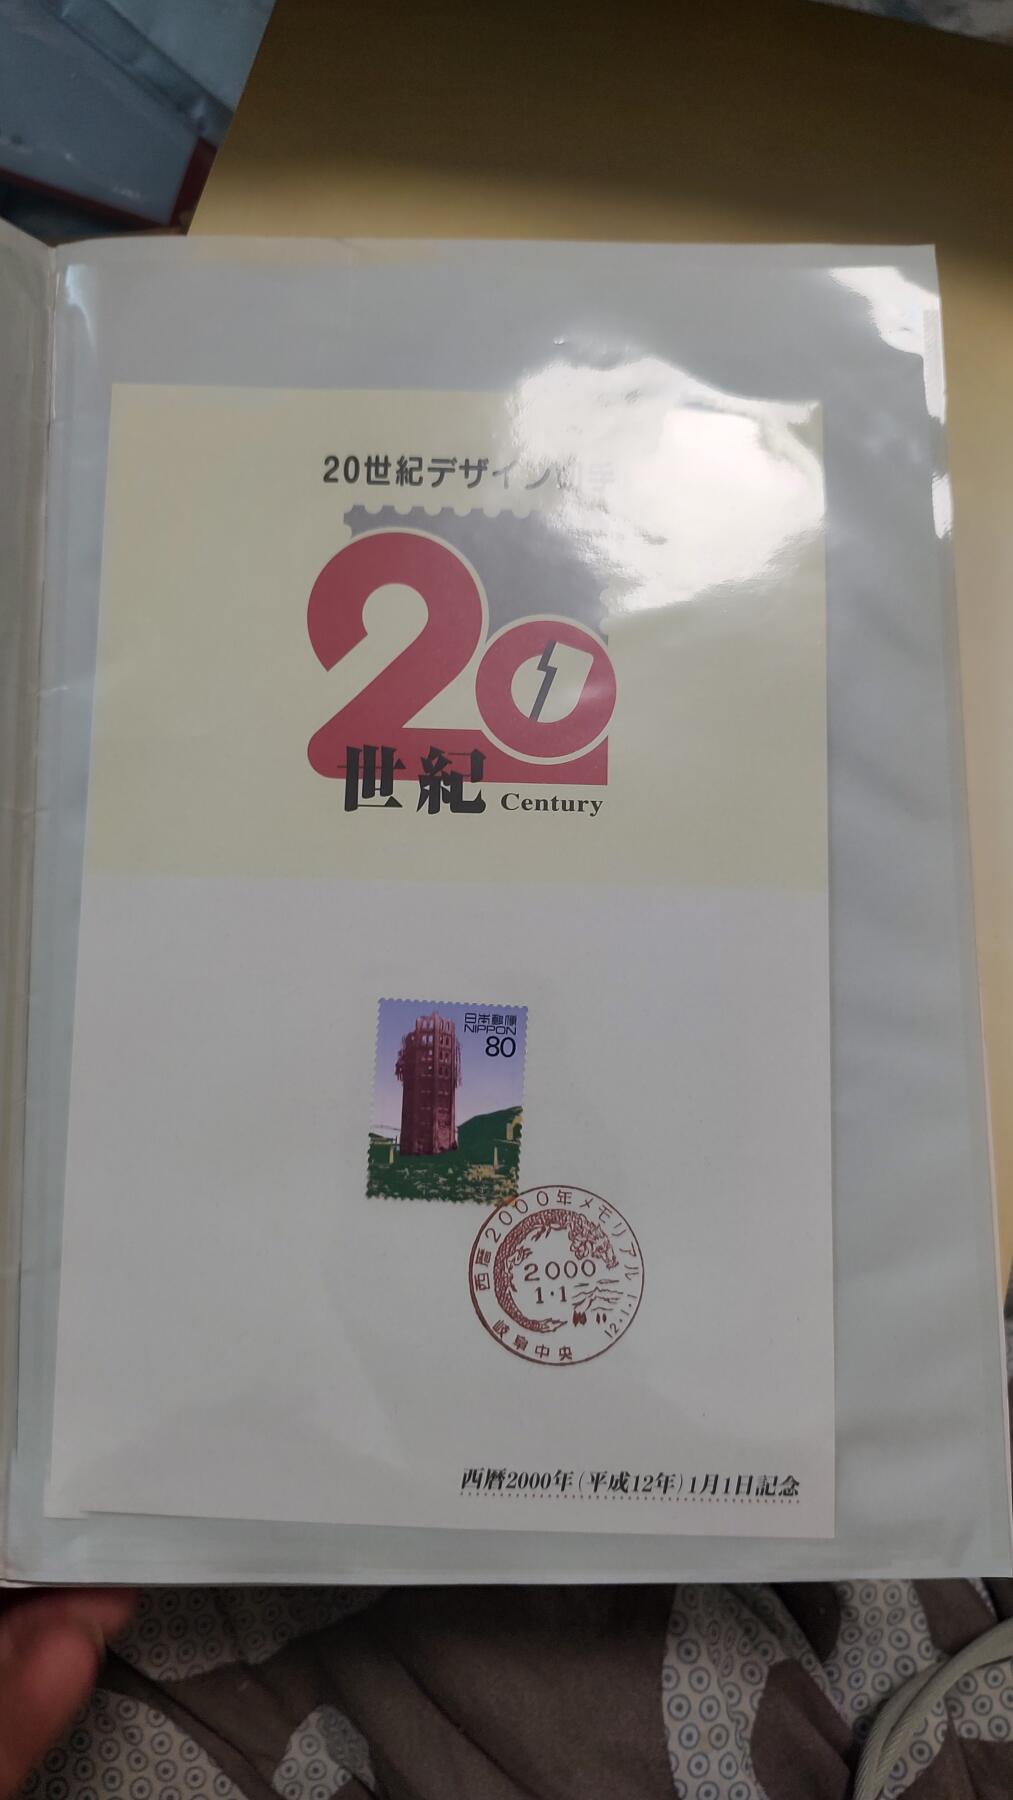 20世紀デザイン切手
20
世紀 Century
日本郵便
NIPPON
80
西暦2000年メモリアル
2000
1・1
12.1.1
岐阜中央
西暦2000年(平成12年)1月1日記念